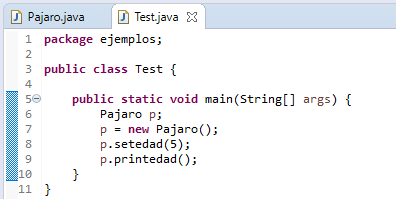 Pajaro.java Test.java
1 package ejemplos;
2
3 public class Test {
4
5 public static void main(String[] args) {
6 Pajaro p;
7 p = new Pajaro();
8 p.setedad(5);
9 p.printedad();
10 }
11 }